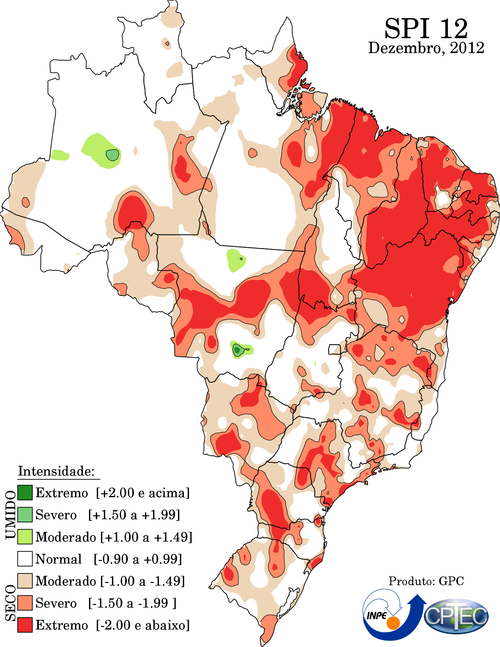 SPI 12
Dezembro, 2012
Intensidade:
UMIDO
Extremo [+2.00 e acima]
Severo [+1.50 a +1.99]
Moderado [+1.00 a +1.49]
Normal [-0.90 a +0.99]
SECO
Moderado [-1.00 a -1.49]
Severo [-1.50 a -1.99 ]
Extremo [-2.00 e abaixo]
Produto: GPC
INPE
CPTEC